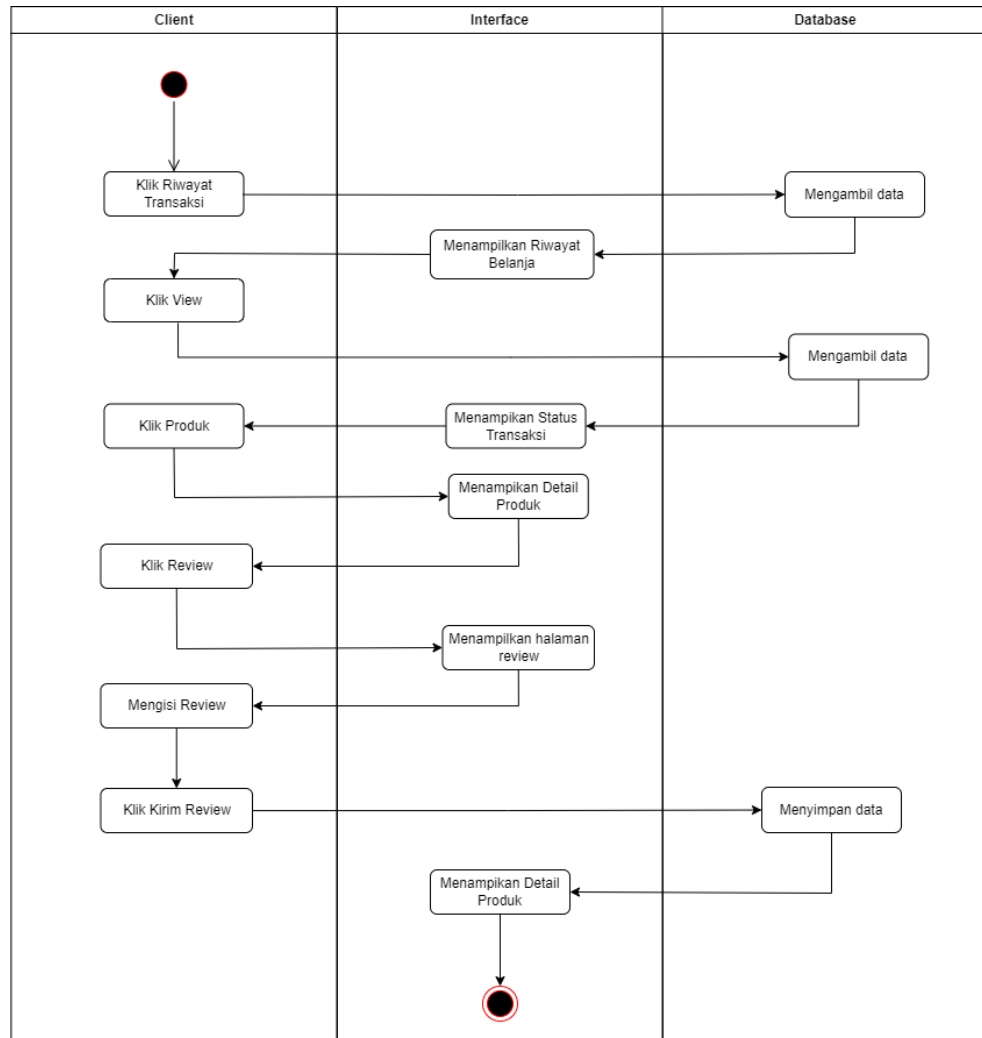 Client
Interface
Database
Klik Riwayat
Transaksi
Mengambil data
Menampilkan Riwayat
Belanja
Klik View
Mengambil data
Menampikan Status
Transaksi
Klik Produk
Menampikan Detail
Produk
Klik Review
Menampilkan halaman
review
Mengisi Review
Klik Kirim Review
Menyimpan data
Menampikan Detail
Produk